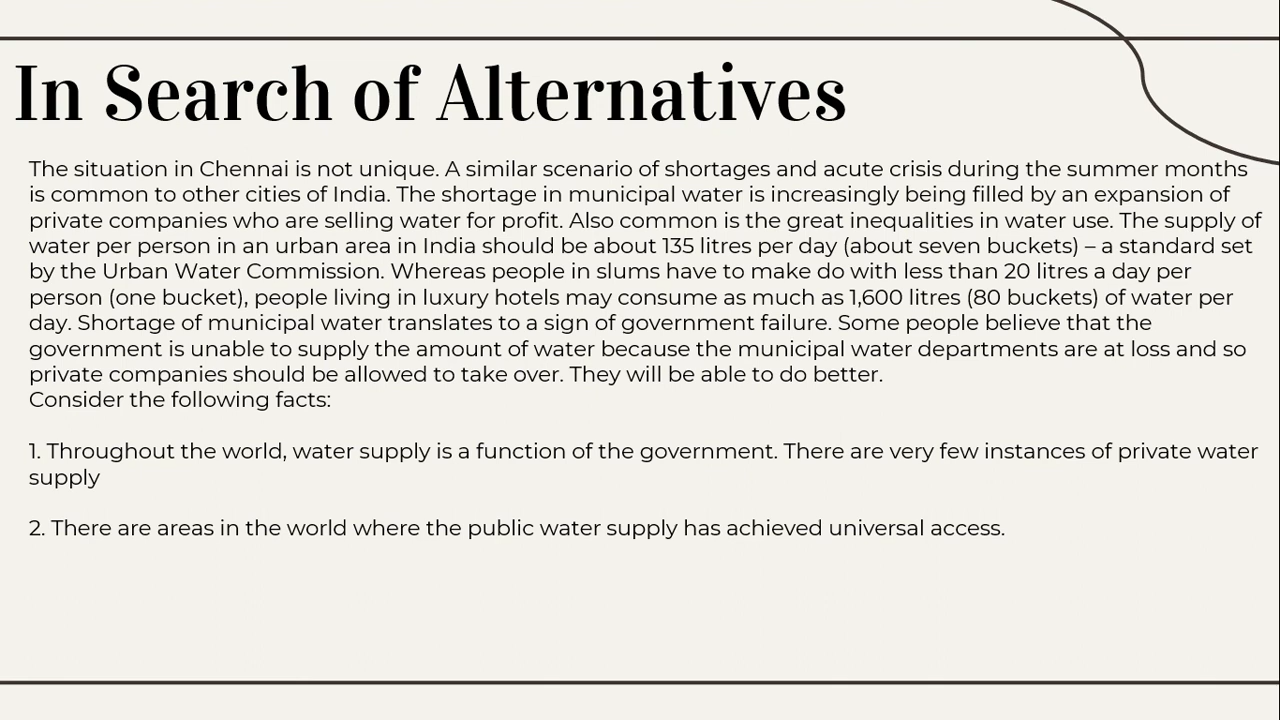 In Search of Alternatives
The situation in Chennai is not unique. A similar scenario of shortages and acute crisis during the summer months
is common to other cities of India. The shortage in municipal water is increasingly being filled by an expansion of
private companies who are selling water for profit. Also common is the great inequalities in water use. The supply of
water per person in an urban area in India should be about 135 litres per day (about seven buckets) – a standard set
by the Urban Water Commission. Whereas people in slums have to make do with less than 20 litres a day per
person (one bucket), people living in luxury hotels may consume as much as 1,600 litres (80 buckets) of water per
day. Shortage of municipal water translates to a sign of government failure. Some people believe that the
government is unable to supply the amount of water because the municipal water departments are at loss and so
private companies should be allowed to take over. They will be able to do better.
Consider the following facts:
1. Throughout the world, water supply is a function of the government. There are very few instances of private water
supply
2. There are areas in the world where the public water supply has achieved universal access.